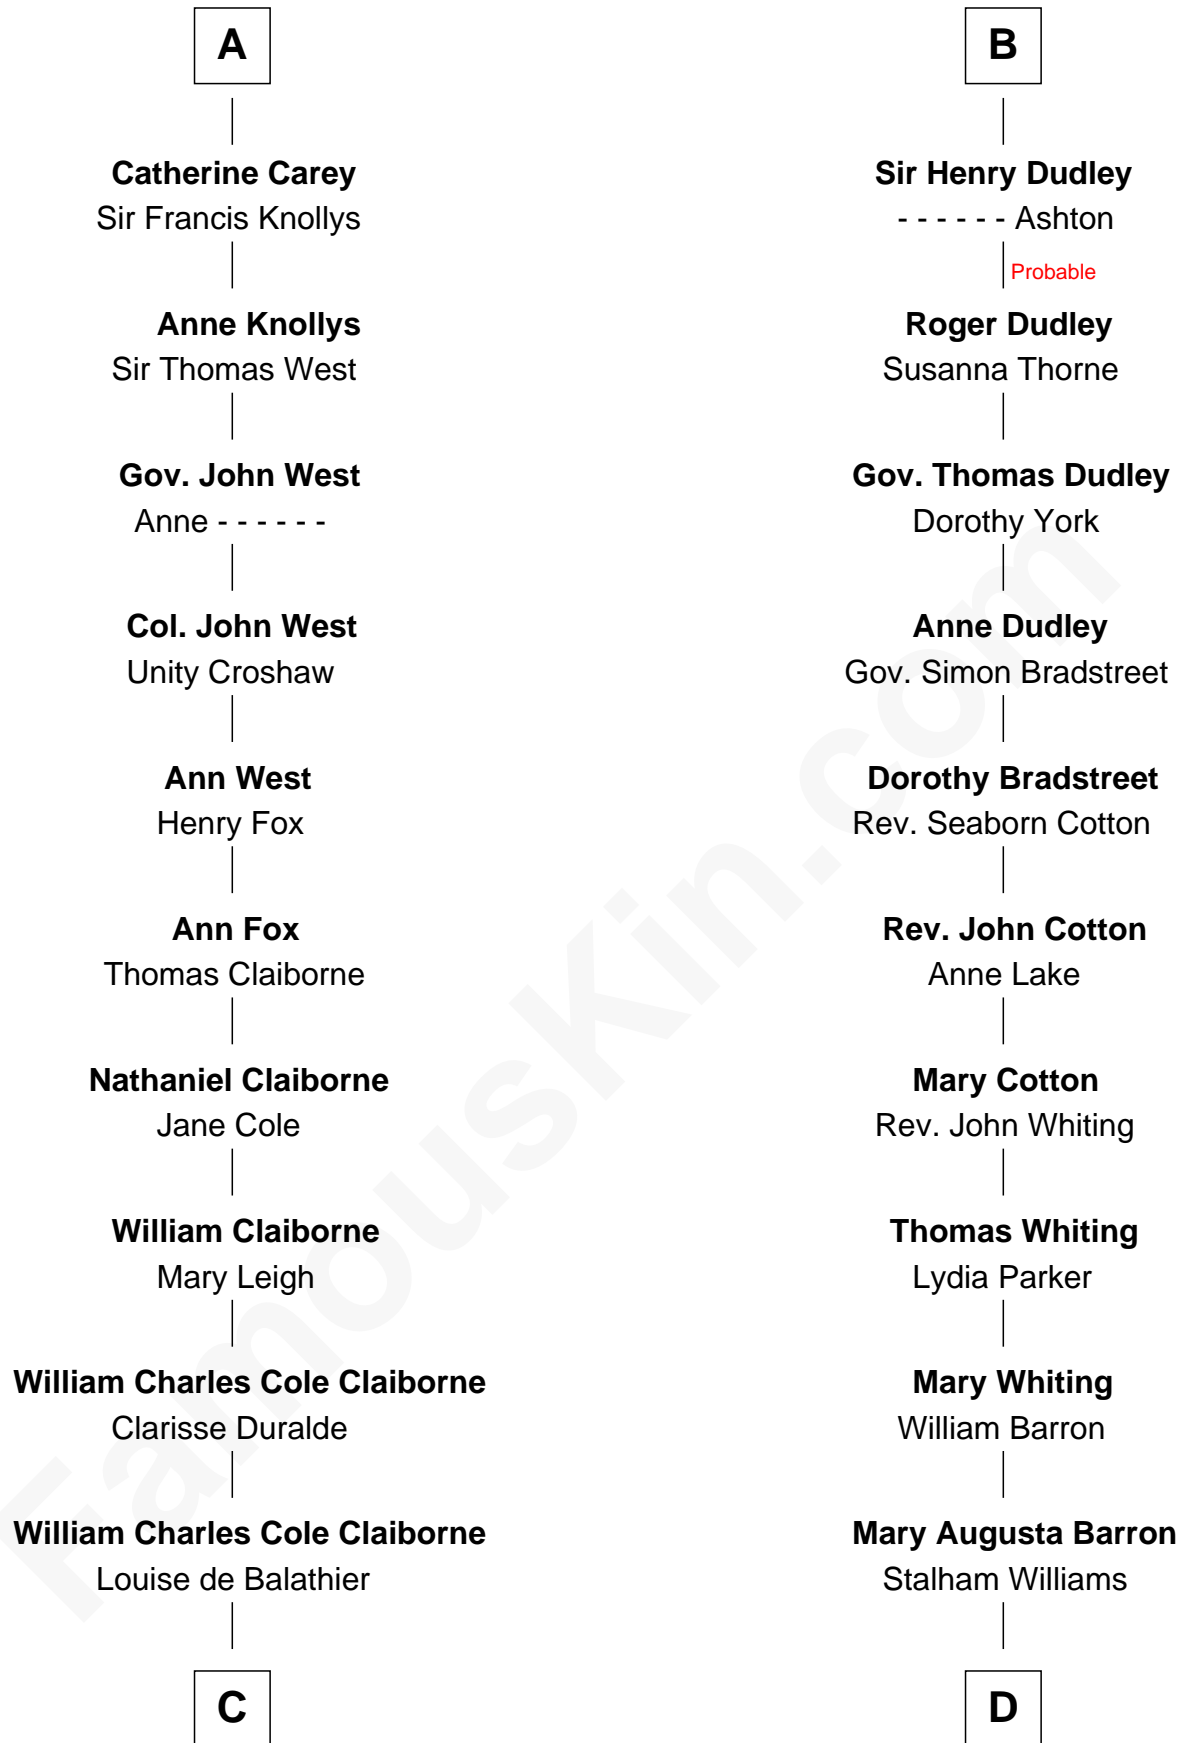 A
Catherine Carey
Sir Francis Knollys
Anne Knollys
Sir Thomas West
Gov. John West
Anne - - - - - -
Col. John West
Unity Croshaw
Ann West
Henry Fox
Ann Fox
Thomas Claiborne
Nathaniel Claiborne
Jane Cole
William Claiborne
Mary Leigh
William Charles Cole Claiborne
Clarisse Duralde
William Charles Cole Claiborne
Louise de Balathier
C
B
Sir Henry Dudley
- - - - - - Ashton
Probable
Roger Dudley
Susanna Thorne
Gov. Thomas Dudley
Dorothy York
Anne Dudley
Gov. Simon Bradstreet
Dorothy Bradstreet
Rev. Seaborn Cotton
Rev. John Cotton
Anne Lake
Mary Cotton
Rev. John Whiting
Thomas Whiting
Lydia Parker
Mary Whiting
William Barron
Mary Augusta Barron
Stalham Williams
D
FamousKin.com